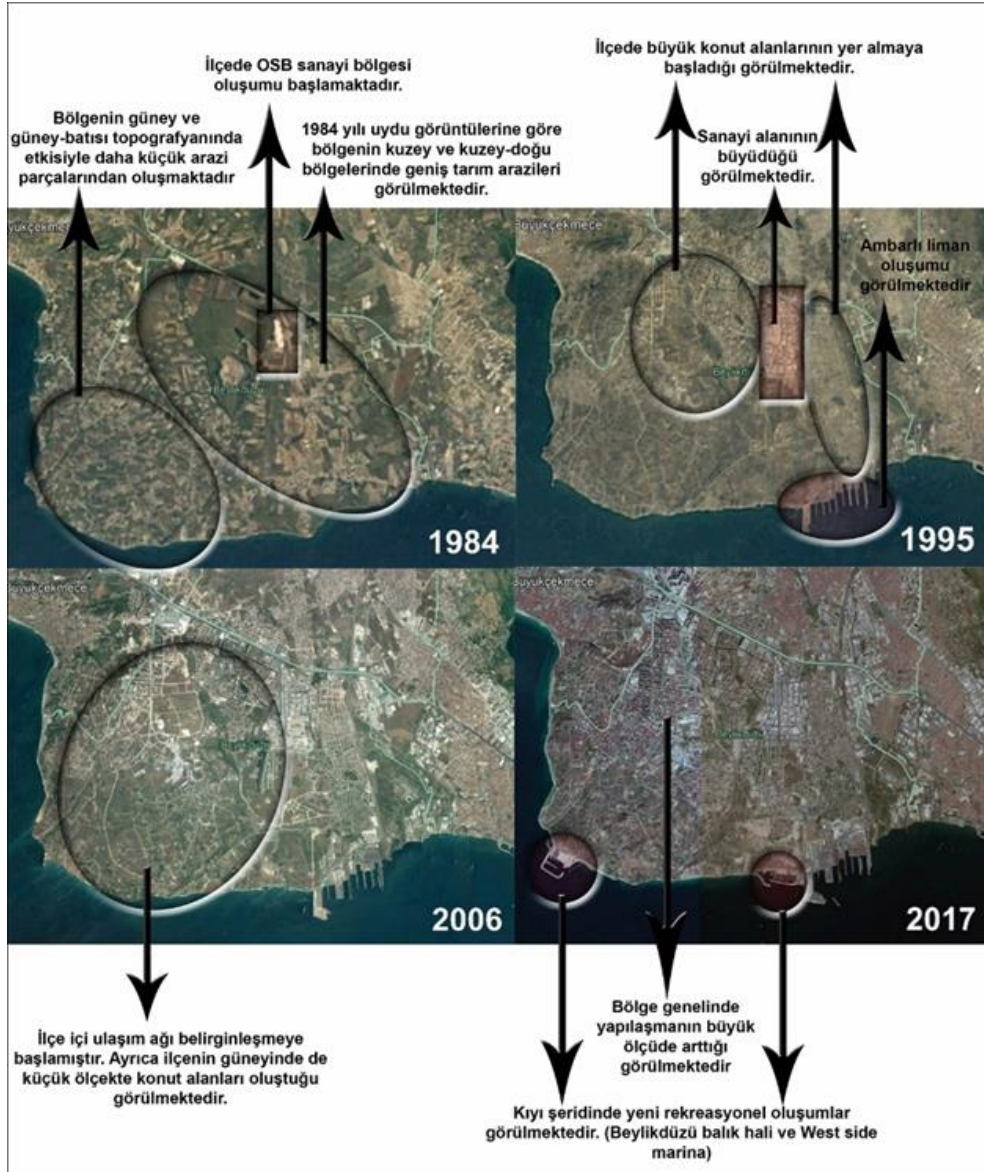 İlçede OSB sanayi bölgesi
oluşumu başlamaktadır.
Bölgenin güney ve
güney-batısı topografyanında
etkisiyle daha küçük arazi
parçalarından oluşmaktadır
1984 yılı uydu görüntülerine göre
bölgenin kuzey ve kuzey-doğu
bölgelerinde geniş tarım arazileri
görülmektedir.
İlçede büyük konut alanlarının yer almaya
başladığı görülmektedir.
Sanayi alanının
büyüdüğü
görülmektedir.
Ambarlı liman
oluşumu
görülmektedir
Büyükçekmece
1984
Büyükçekmece
1995
Büyükçekmece
2006
Büyükçekmece
2017
İlçe içi ulaşım ağı belirginleşmeye
başlamıştır. Ayrıca ilçenin güneyinde de
küçük ölçekte konut alanları oluştuğu
görülmektedir.
Bölge genelinde
yapılaşmanın büyük
ölçüde arttığı
görülmektedir
Kıyı şeridinde yeni rekreasyonel oluşumlar
görülmektedir. (Beylikdüzü balık hali ve West side
marina)